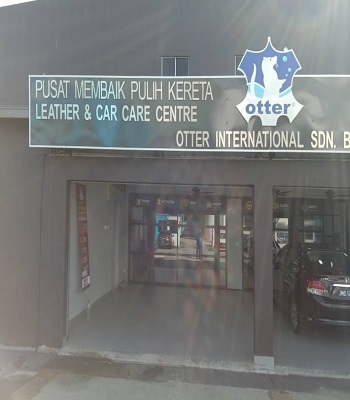 PUSAT MEMBAIK PULIH KERETA
LEATHER & CAR CARE CENTRE
otter
OTTER INTERNATIONAL SDN. B